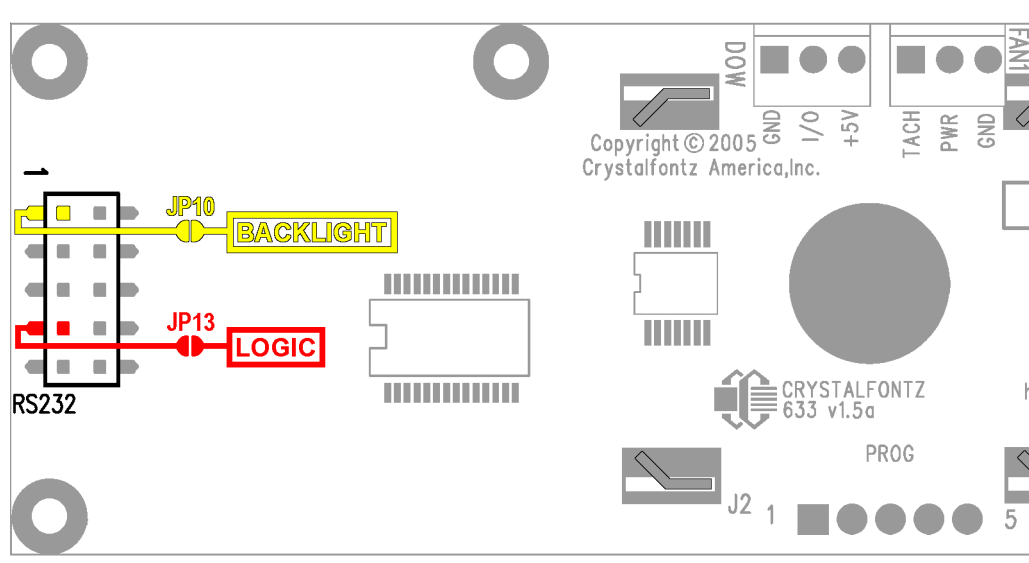 DOW
FAN1
GND
I/O
+5V
TACH
PWR
GND
Copyright © 2005
Crystalfontz America,Inc.
1
JP10
BACKLIGHT
JP13
LOGIC
RS232
CRYSTALFONTZ
633 v1.5a
PROG
J2
1
5